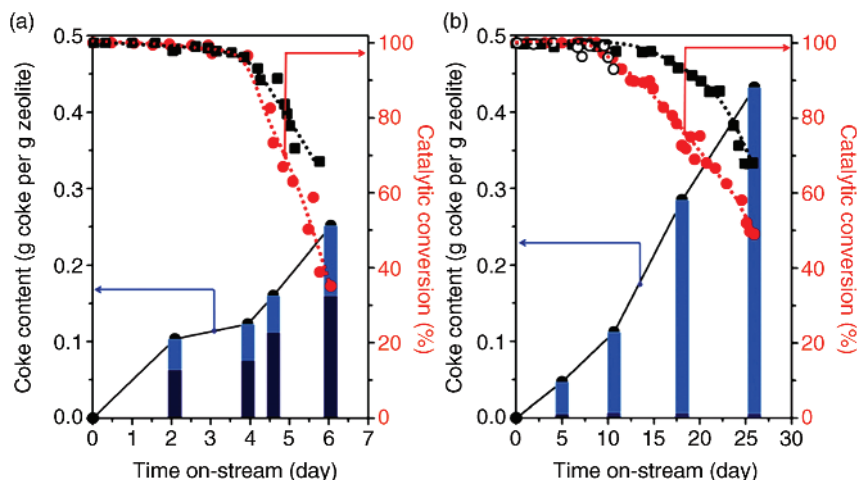 (a)
0.5
0.4
0.3
0.2
0.1
0.0
Coke content (g coke per g zeolite)
0 1 2 3 4 5 6 7
Time on-stream (day)
100
80
60
40
20
0
Catalytic conversion (%)
(b)
0.5
0.4
0.3
0.2
0.1
0.0
Coke content (g coke per g zeolite)
0 5 10 15 20 25 30
Time on-stream (day)
100
80
60
40
20
0
Catalytic conversion (%)